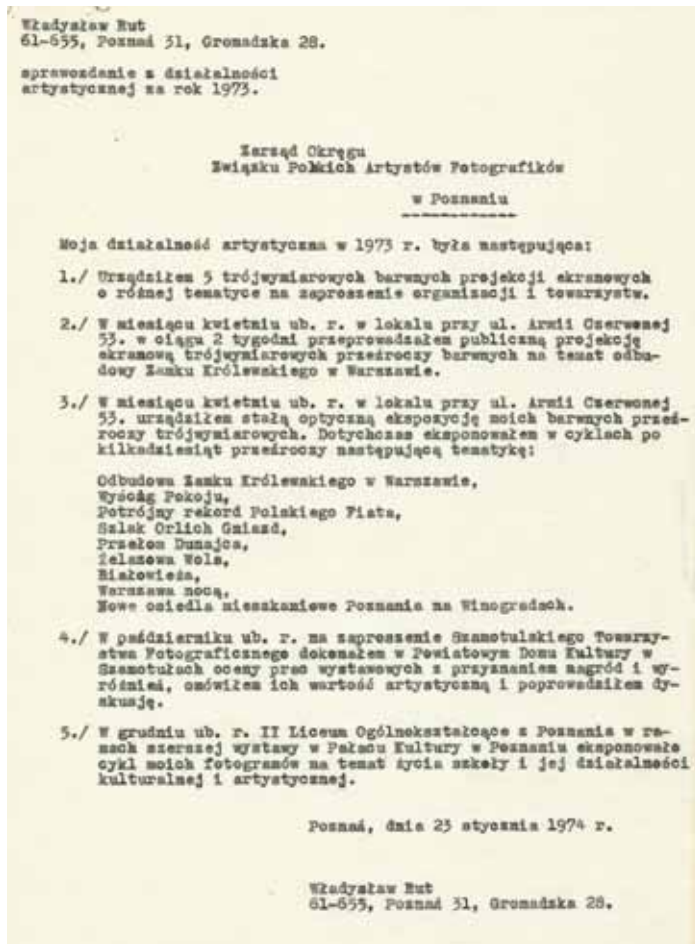 Władysław Rut
61-655, Poznań 31, Gromadzka 28.
sprawozdanie z działalności
artystycznej za rok 1973.
Zarząd Okręgu
Związku Polkich Artystów Fotografików
w Poznaniu
Moja działalność artystyczna w 1973 r. była następująca:
1./ Urządziłem 5 trójwymiarowych barwnych projekcji ekranowych
o różnej tematyce na zaproszenie organizacji i towarzystw.
2./ W miesiącu kwietniu ub. r. w lokalu przy ul. Armii Czerwonej
53. w ciągu 2 tygodni przeprowadzałem publiczną projekcję
ekranową trójwymiarowych przeźroczy barwnych na temat odbu-
dowy Zamku Królewskiego w Warszawie.
3./ W miesiącu kwietniu ub. r. w lokalu przy ul. Armii Czerwonej
53. urządziłem stałą optyczną ekspozycję moich barwnych przeź-
roczy trójwymiarowych. Dotychczas eksponowałem w cyklach po
kilkadziesiąt przeźroczy następującą tematykę:
Odbudowa Zamku Królewskiego w Warszawie,
Wyścig Pokoju,
Potrójny rekord Polskiego Fiata,
Szlak Orlich Gniazd,
Przełom Dunajca,
Żelazowa Wola,
Białowieża,
Warszawa nocą,
Nowe osiedla mieszkaniowe Poznania na Winogradach.
4./ W październiku ub. r. na zaproszenie Szamotulskiego Towarzy-
stwa Fotograficznego dokonałem w Powiatowym Domu Kultury w
Szamotułach oceny prac wystawowych z przyznaniem nagród i wy-
różnień, omówiłem ich wartość artystyczną i poprowadziłem dy-
skusję.
5./ W grudniu ub. r. II Liceum Ogólnokształcące z Poznania w ra-
mach szerszej wystawy w Pałacu Kultury w Poznaniu eksponowało
cykl moich fotogramów na temat życia szkoły i jej działalności
kulturalnej i artystycznej.
Poznań, dnia 23 stycznia 1974 r.
Władysław Rut
61-655, Poznań 31, Gromadzka 28.